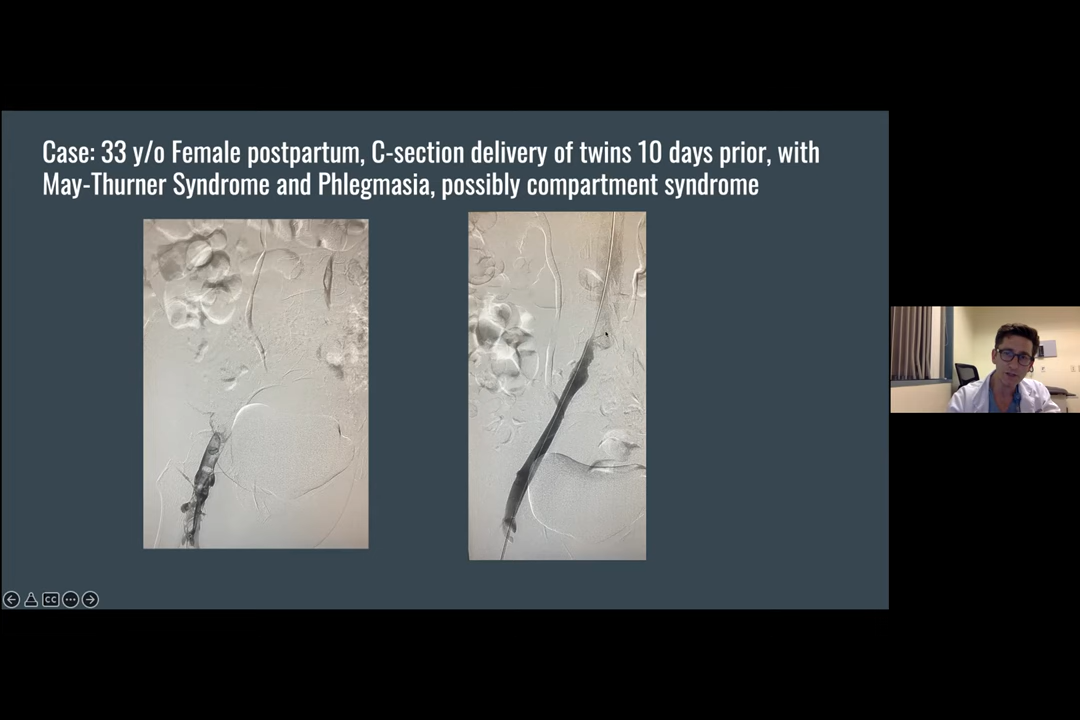 Case: 33 y/o Female postpartum, C-section delivery of twins 10 days prior, with
May-Thurner Syndrome and Phlegmasia, possibly compartment syndrome
CC